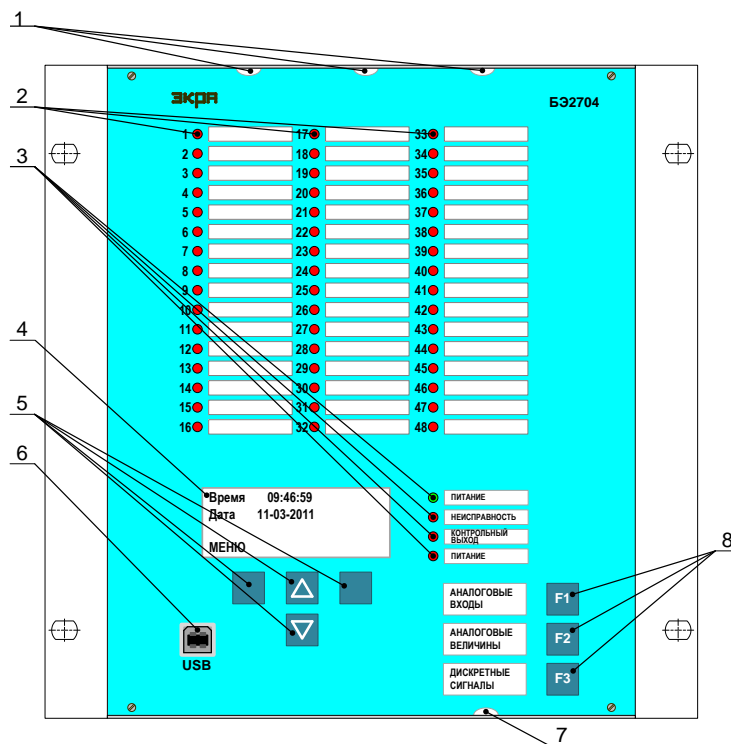 1
2
3
4
5
6
7
8
ЭКРА
БЭ2704
1 17 33
2 18 34
3 19 35
4 20 36
5 21 37
6 22 38
7 23 39
8 24 40
9 25 41
10 26 42
11 27 43
12 28 44
13 29 45
14 30 46
15 31 47
16 32 48
Время 09:46:59
Дата 11-03-2011
МЕНЮ
ПИТАНИЕ
НЕИСПРАВНОСТЬ
КОНТРОЛЬНЫЙ
ВЫХОД
ПИТАНИЕ
АНАЛОГОВЫЕ
ВХОДЫ
F1
АНАЛОГОВЫЕ
ВЕЛИЧИНЫ
F2
ДИСКРЕТНЫЕ
СИГНАЛЫ
F3
USB